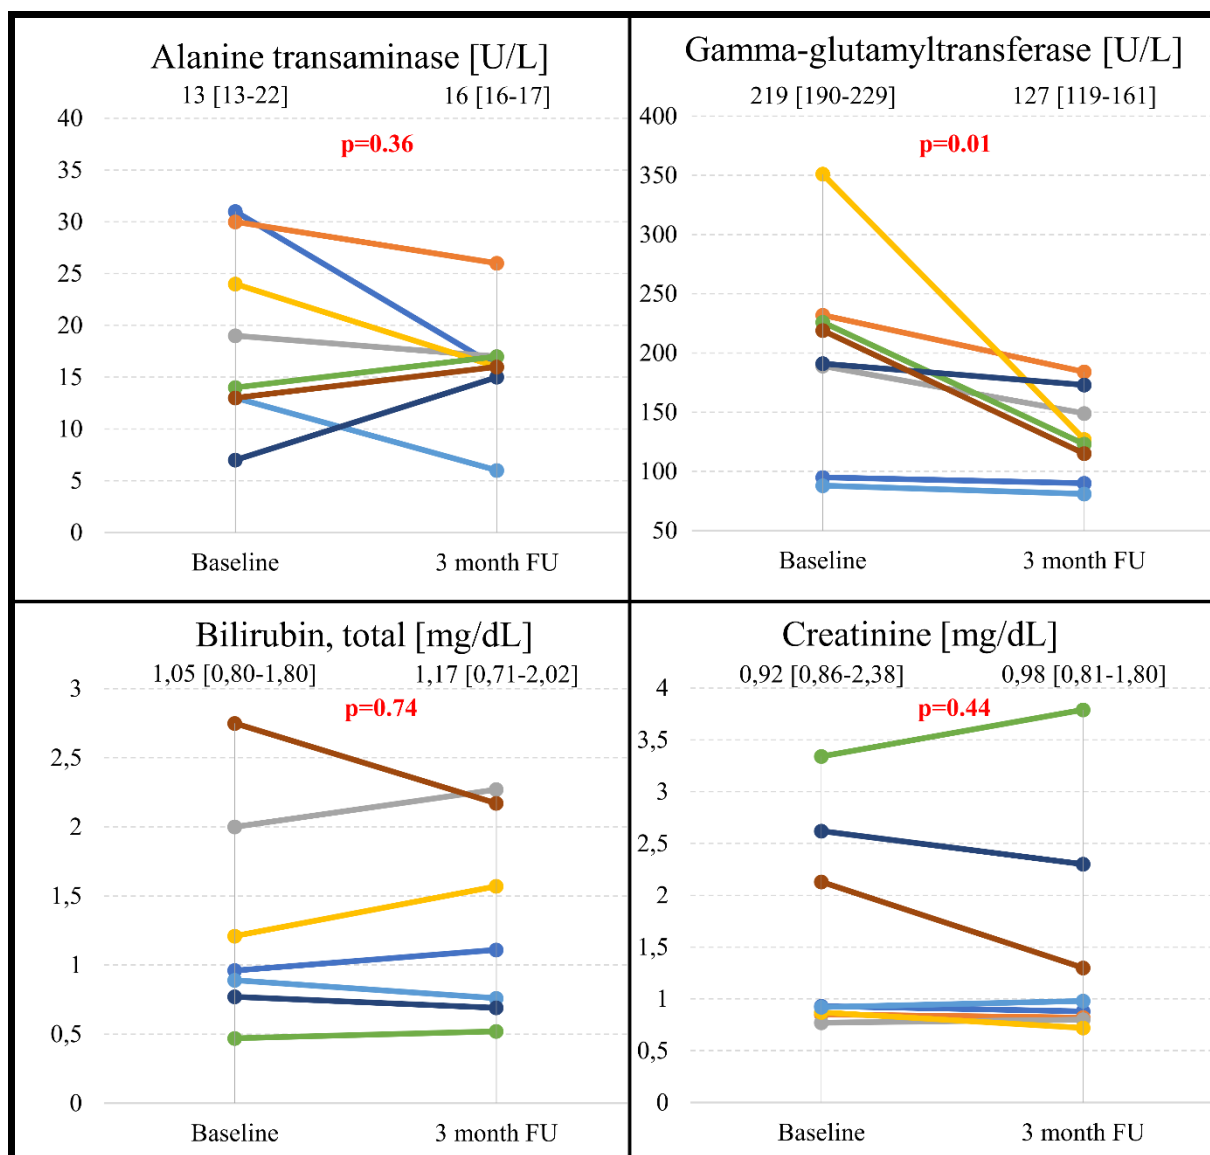 Alanine transaminase [U/L]
13 [13-22] 16 [16-17]
p=0.36
40
35
30
25
20
15
10
5
0
Baseline 3 month FU
Gamma-glutamyltransferase [U/L]
219 [190-229] 127 [119-161]
p=0.01
400
350
300
250
200
150
100
50
Baseline 3 month FU
Bilirubin, total [mg/dL]
1,05 [0,80-1,80] 1,17 [0,71-2,02]
p=0.74
3
2,5
2
1,5
1
0,5
0
Baseline 3 month FU
Creatinine [mg/dL]
0,92 [0,86-2,38] 0,98 [0,81-1,80]
p=0.44
4
3,5
3
2,5
2
1,5
1
0,5
0
Baseline 3 month FU